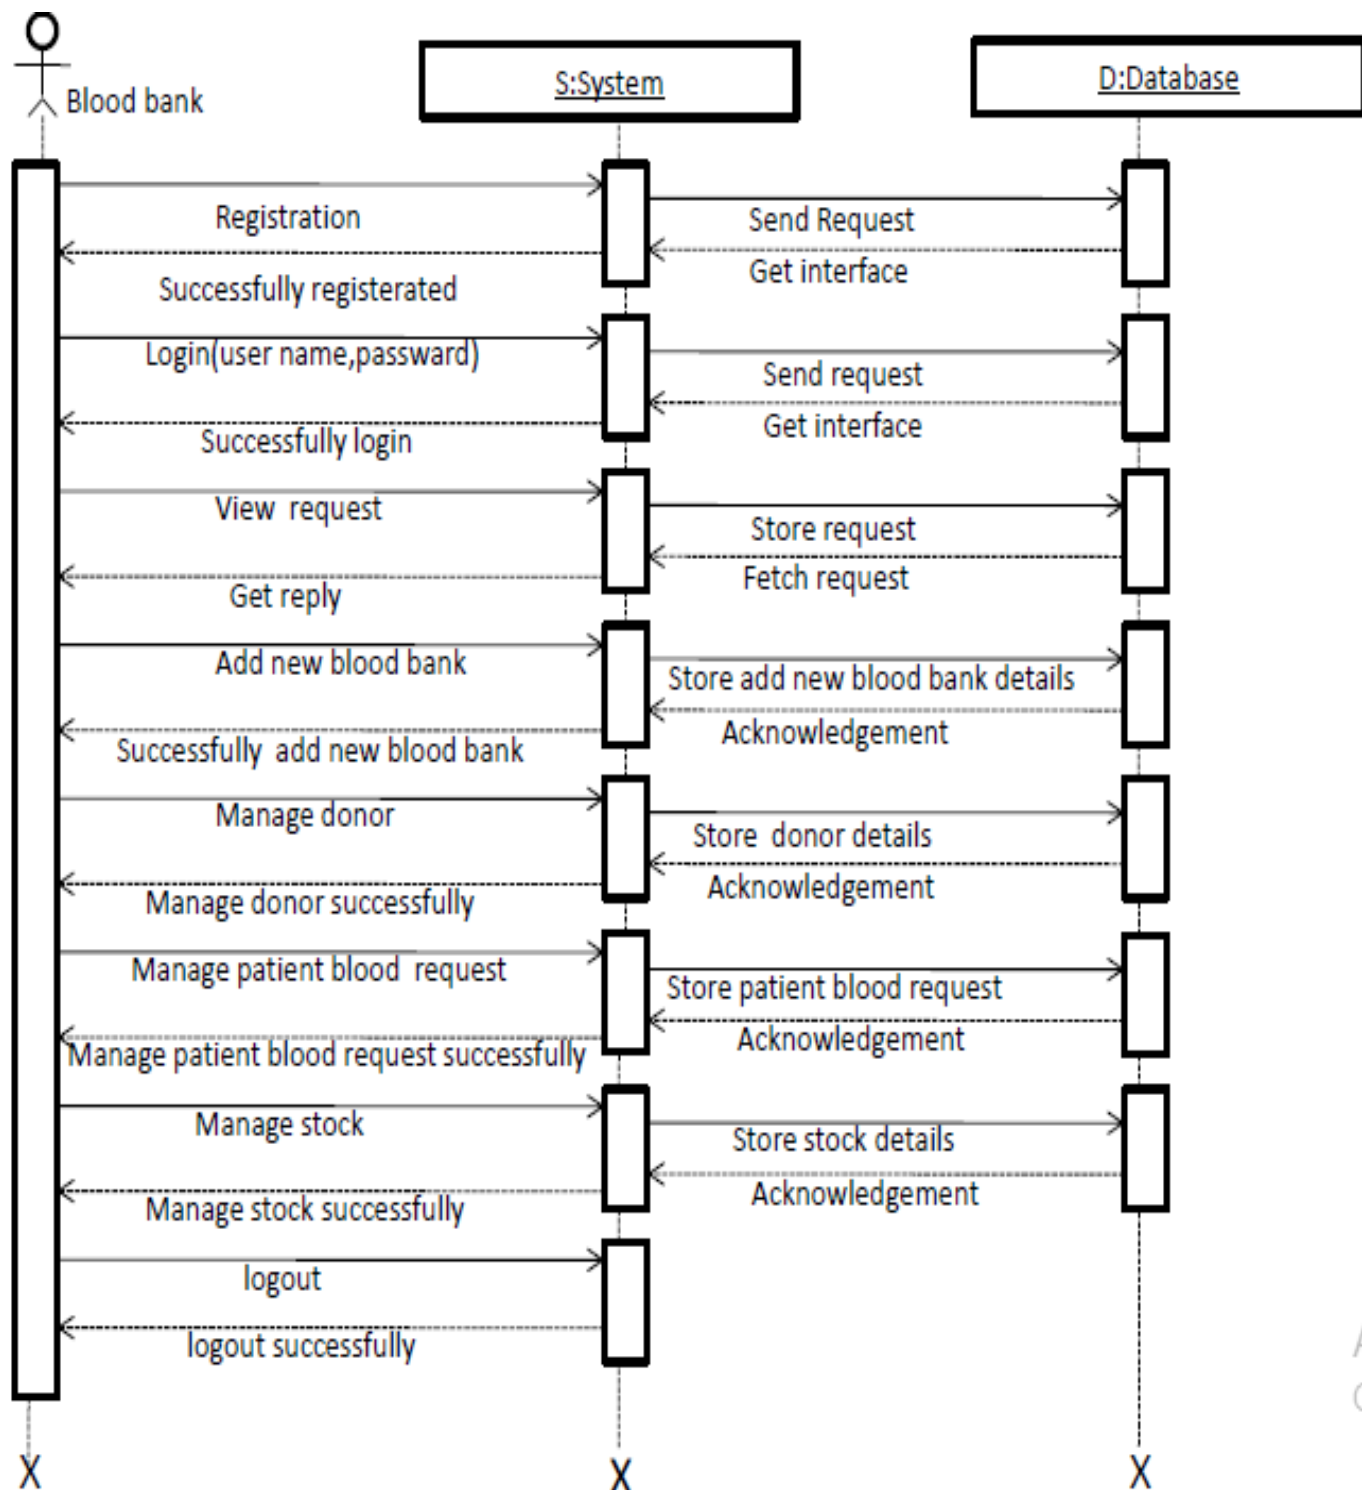 S:System
D:Database
Blood bank
Registration
Send Request
Get interface
Successfully registerated
Login(user name,passward)
Send request
Get interface
Successfully login
View request
Store request
Fetch request
Get reply
Add new blood bank
Store add new blood bank details
Acknowledgement
Successfully add new blood bank
Manage donor
Store donor details
Acknowledgement
Manage donor successfully
Manage patient blood request
Store patient blood request
Acknowledgement
Manage patient blood request successfully
Manage stock
Store stock details
Acknowledgement
Manage stock successfully
logout
logout successfully
X X X